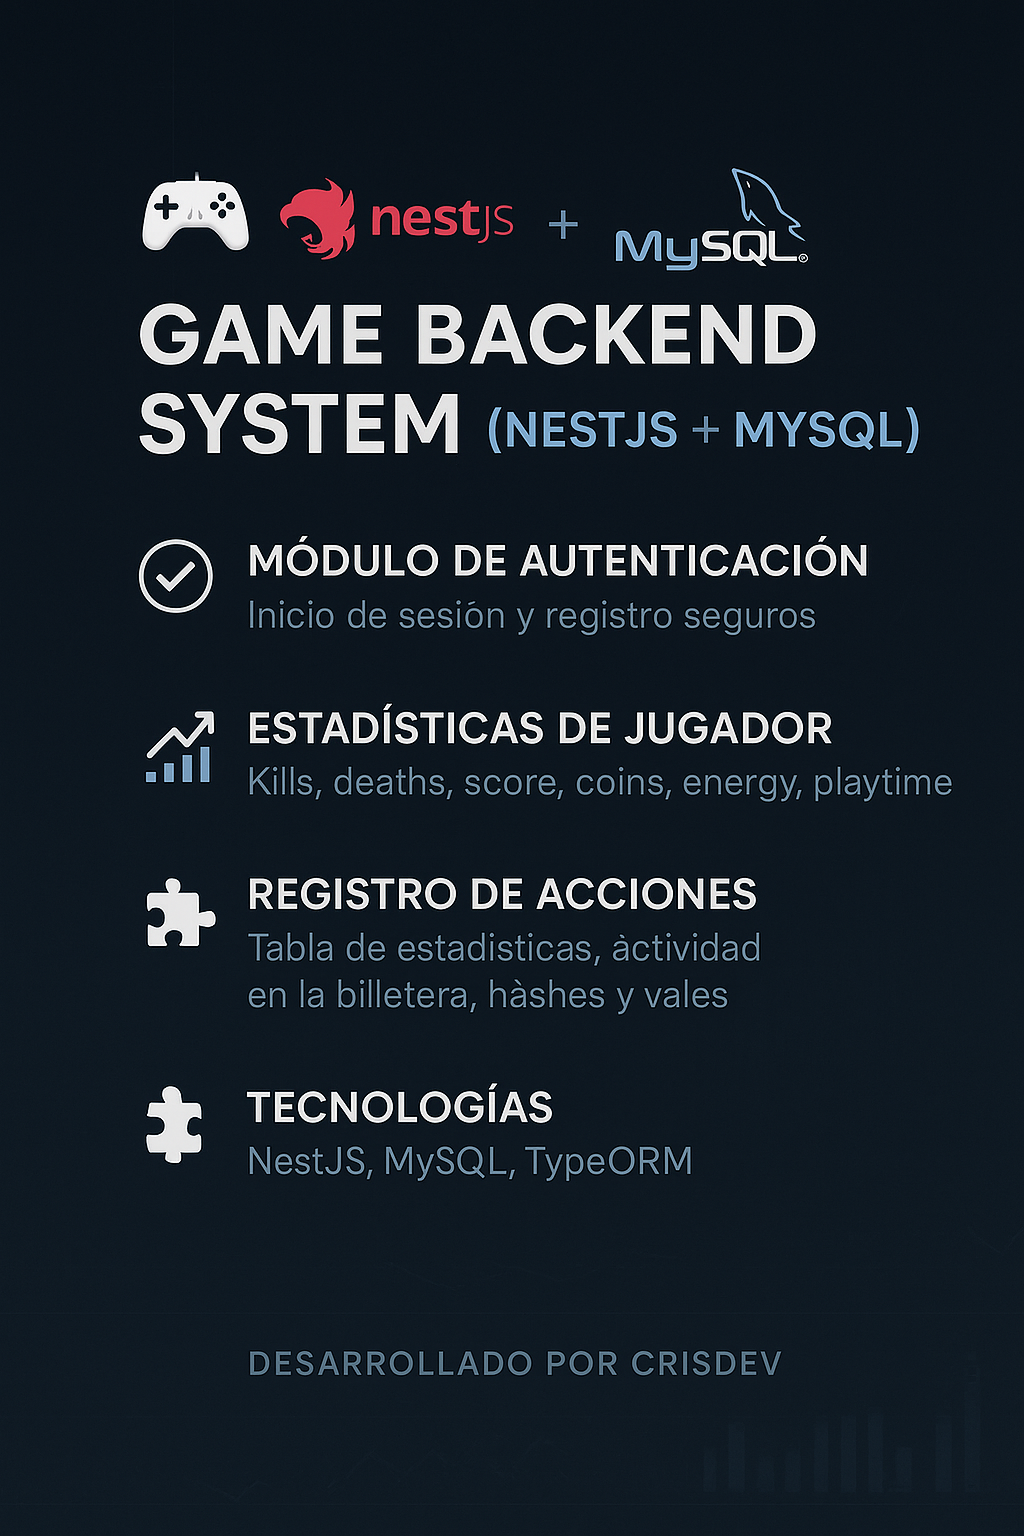 nestJS + MySQL®
GAME BACKEND
SYSTEM (NESTJS + MYSQL)
MÓDULO DE AUTENTICACIÓN
Inicio de sesión y registro seguros
ESTADÍSTICAS DE JUGADOR
Kills, deaths, score, coins, energy, playtime
REGISTRO DE ACCIONES
Tabla de estadisticas, àctividad
en la billetera, hàshes y vales
TECNOLOGÍAS
NestJS, MySQL, TypeORM
DESARROLLADO POR CRISDEV